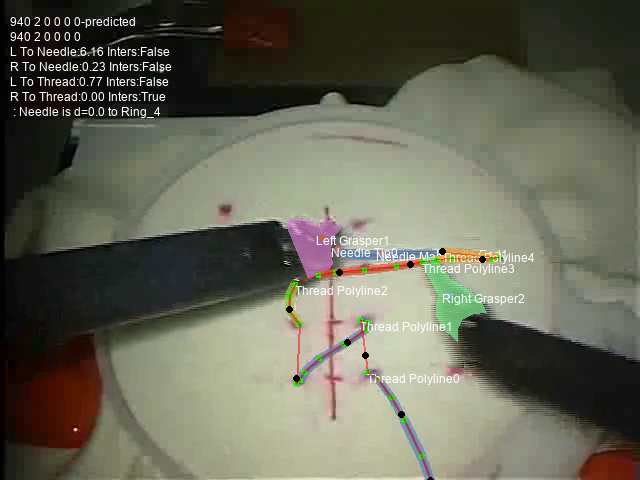 940 2 0 0 0 0-predicted
940 2 0 0 0 0
L To Needle:6.16 Inters:False
R To Needle:0.23 Inters:False
L To Thread:0.77 Inters:False
R To Thread:0.00 Inters:True
: Needle is d=0.0 to Ring_4
Left Grasper1
Needle
Needle
Thread Polyline4
Thread Polyline3
Thread Polyline2
Right Grasper2
Thread Polyline1
Thread Polyline0